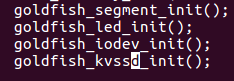 goldfish_segment_init();
goldfish_led_init();
goldfish_iodev_init();
goldfish_kvssd_init();